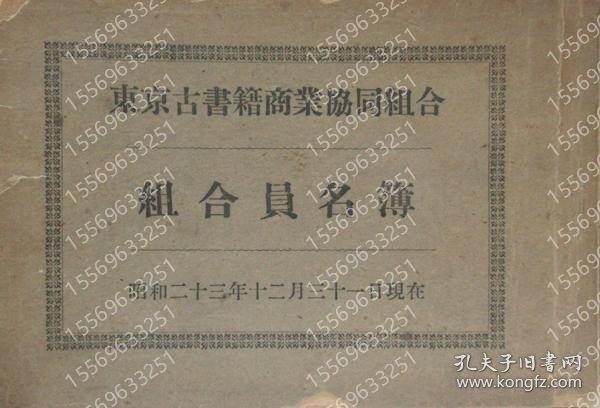 東京古書籍商業協同組合
組合員名簿
昭和二十三年十二月三十一日現在
15569633251
孔夫子旧书网
www.kongfz.com